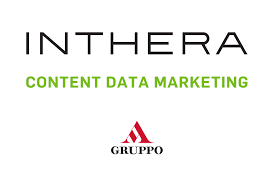 INTHERA
CONTENT DATA MARKETING
GRUPPO